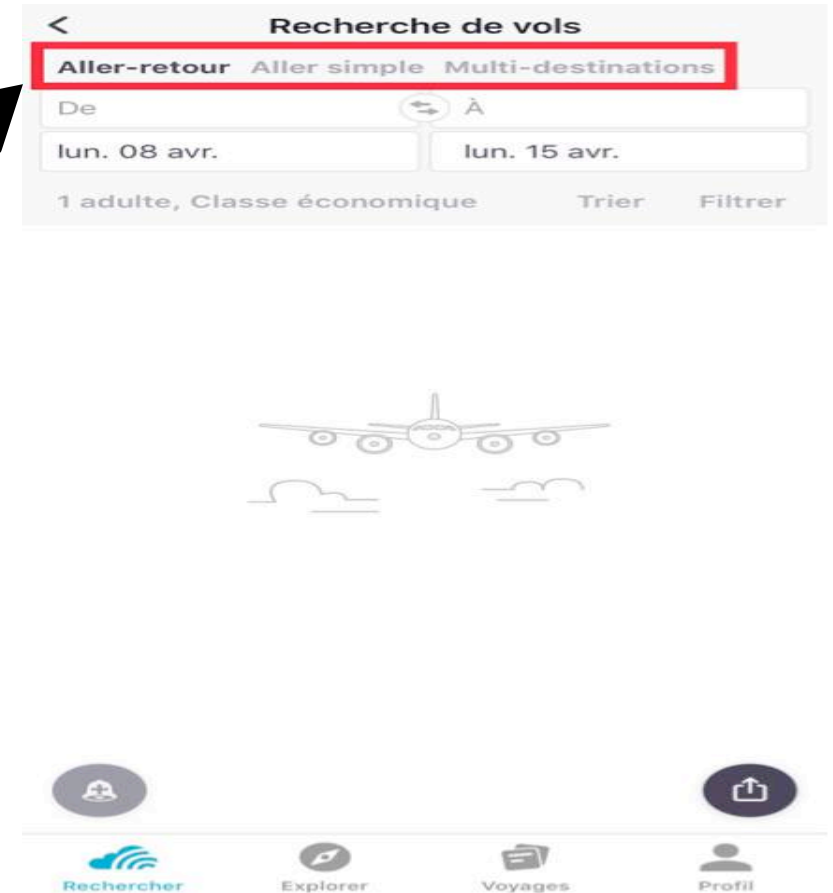 Recherche de vols
Aller-retour Aller simple Multi-destinations
De À
lun. 08 avr. lun. 15 avr.
1 adulte, Classe économique Trier Filtrer
Rechercher Explorer Voyages Profil